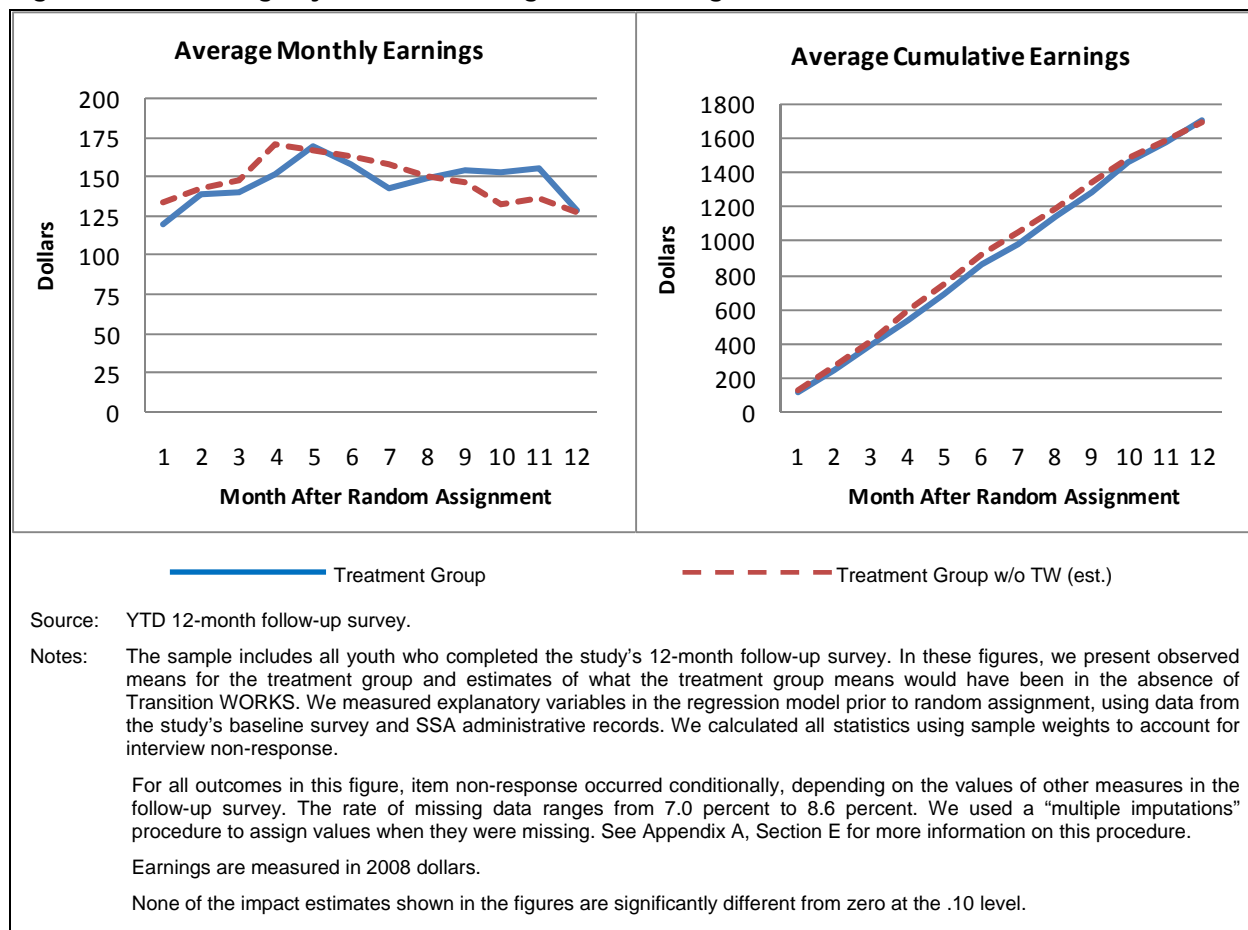 Average Monthly Earnings
200
175
150
125
100
75
50
25
0
Dollars
1 2 3 4 5 6 7 8 9 10 11 12
Month After Random Assignment
Average Cumulative Earnings
1800
1600
1400
1200
1000
800
600
400
200
0
Dollars
1 2 3 4 5 6 7 8 9 10 11 12
Month After Random Assignment
Treatment Group
Treatment Group w/o TW (est.)
Source: YTD 12-month follow-up survey.
Notes: The sample includes all youth who completed the study’s 12-month follow-up survey. In these figures, we present observed
means for the treatment group and estimates of what the treatment group means would have been in the absence of
Transition WORKS. We measured explanatory variables in the regression model prior to random assignment, using data from
the study’s baseline survey and SSA administrative records. We calculated all statistics using sample weights to account for
interview non-response.
For all outcomes in this figure, item non-response occurred conditionally, depending on the values of other measures in the
follow-up survey. The rate of missing data ranges from 7.0 percent to 8.6 percent. We used a “multiple imputations”
procedure to assign values when they were missing. See Appendix A, Section E for more information on this procedure.
Earnings are measured in 2008 dollars.
None of the impact estimates shown in the figures are significantly different from zero at the .10 level.